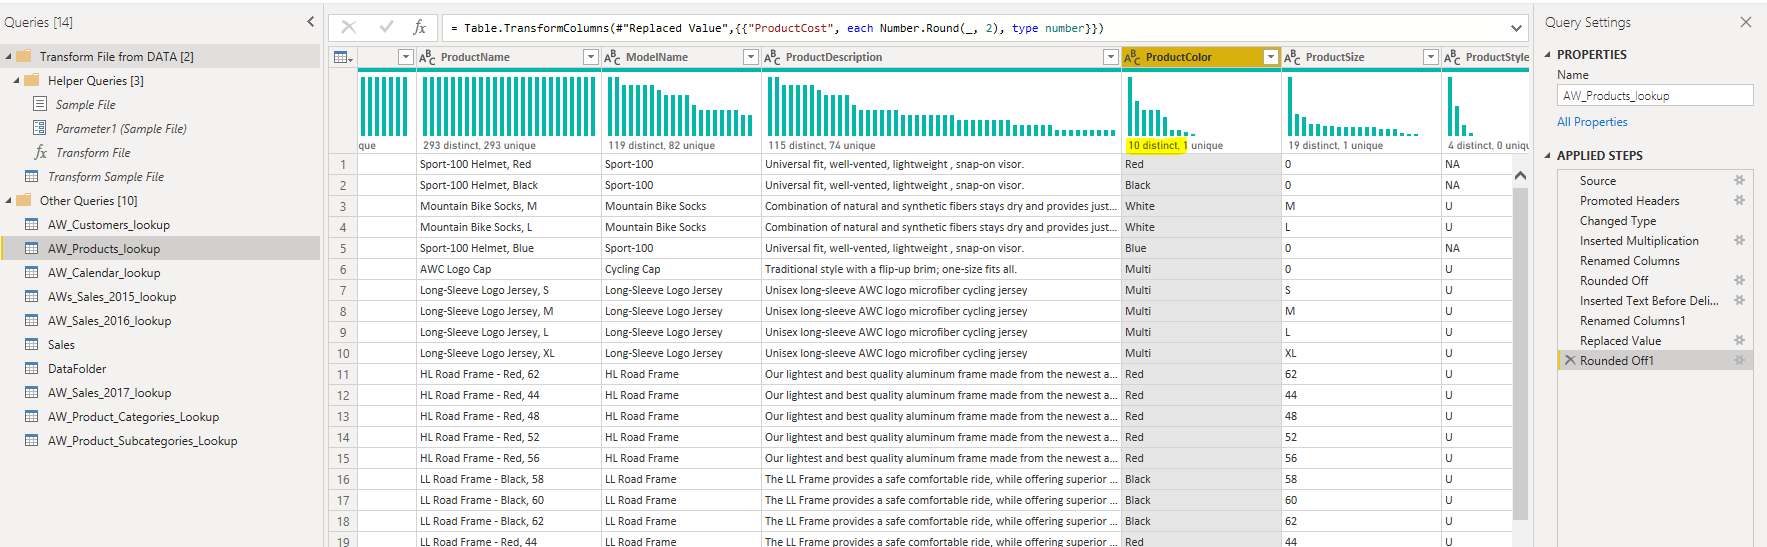 Queries [14]
= Table.TransformColumns(#"Replaced Value",{{"ProductCost", each Number.Round(_, 2), type number}})
Query Settings
Transform File from DATA [2]
Helper Queries [3]
Sample File
Parameter1 (Sample File)
Transform File
Transform Sample File
Other Queries [10]
AW_Customers_lookup
AW_Products_lookup
AW_Calendar_lookup
AWs_Sales_2015_lookup
AW_Sales_2016_lookup
Sales
DataFolder
AW_Sales_2017_lookup
AW_Product_Categories_Lookup
AW_Product_Subcategories_Lookup
ABC ProductName ABC ModelName ABC ProductDescription ABC ProductColor ABC ProductSize ABC ProductStyle
que 293 distinct, 293 unique 119 distinct, 82 unique 115 distinct, 74 unique 10 distinct, 1 unique 19 distinct, 1 unique 4 distinct, 0 uniqu
1 Sport-100 Helmet, Red Sport-100 Universal fit, well-vented, lightweight , snap-on visor. Red 0 NA
2 Sport-100 Helmet, Black Sport-100 Universal fit, well-vented, lightweight , snap-on visor. Black 0 NA
3 Mountain Bike Socks, M Mountain Bike Socks Combination of natural and synthetic fibers stays dry and provides just... White M U
4 Mountain Bike Socks, L Mountain Bike Socks Combination of natural and synthetic fibers stays dry and provides just... White L U
5 Sport-100 Helmet, Blue Sport-100 Universal fit, well-vented, lightweight , snap-on visor. Blue 0 NA
6 AWC Logo Cap Cycling Cap Traditional style with a flip-up brim; one-size fits all. Multi 0 U
7 Long-Sleeve Logo Jersey, S Long-Sleeve Logo Jersey Unisex long-sleeve AWC logo microfiber cycling jersey Multi S U
8 Long-Sleeve Logo Jersey, M Long-Sleeve Logo Jersey Unisex long-sleeve AWC logo microfiber cycling jersey Multi M U
9 Long-Sleeve Logo Jersey, L Long-Sleeve Logo Jersey Unisex long-sleeve AWC logo microfiber cycling jersey Multi L U
10 Long-Sleeve Logo Jersey, XL Long-Sleeve Logo Jersey Unisex long-sleeve AWC logo microfiber cycling jersey Multi XL U
11 HL Road Frame - Red, 62 HL Road Frame Our lightest and best quality aluminum frame made from the newest a... Red 62 U
12 HL Road Frame - Red, 44 HL Road Frame Our lightest and best quality aluminum frame made from the newest a... Red 44 U
13 HL Road Frame - Red, 48 HL Road Frame Our lightest and best quality aluminum frame made from the newest a... Red 48 U
14 HL Road Frame - Red, 52 HL Road Frame Our lightest and best quality aluminum frame made from the newest a... Red 52 U
15 HL Road Frame - Red, 56 HL Road Frame Our lightest and best quality aluminum frame made from the newest a... Red 56 U
16 LL Road Frame - Black, 58 LL Road Frame The LL Frame provides a safe comfortable ride, while offering superior ... Black 58 U
17 LL Road Frame - Black, 60 LL Road Frame The LL Frame provides a safe comfortable ride, while offering superior ... Black 60 U
18 LL Road Frame - Black, 62 LL Road Frame The LL Frame provides a safe comfortable ride, while offering superior ... Black 62 U
19 LL Road Frame - Red, 44 LL Road Frame The LL Frame provides a safe comfortable ride, while offering superior ... Red 44 U
PROPERTIES
Name
AW_Products_lookup
All Properties
APPLIED STEPS
Source
Promoted Headers
Changed Type
Inserted Multiplication
Renamed Columns
Rounded Off
Inserted Text Before Deli...
Renamed Columns1
Replaced Value
Rounded Off1